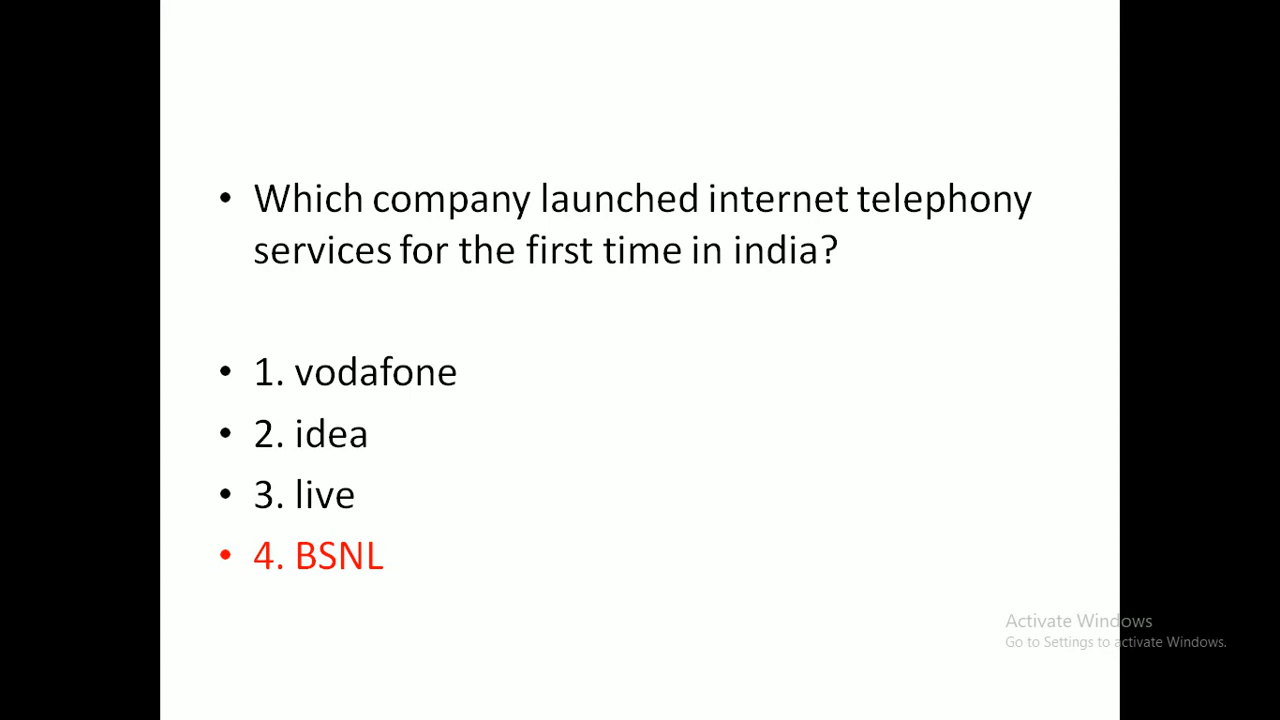 • Which company launched internet telephony
services for the first time in india?
• 1. vodafone
• 2. idea
• 3. live
• 4. BSNL
Activate Windows
Go to Settings to activate Windows.